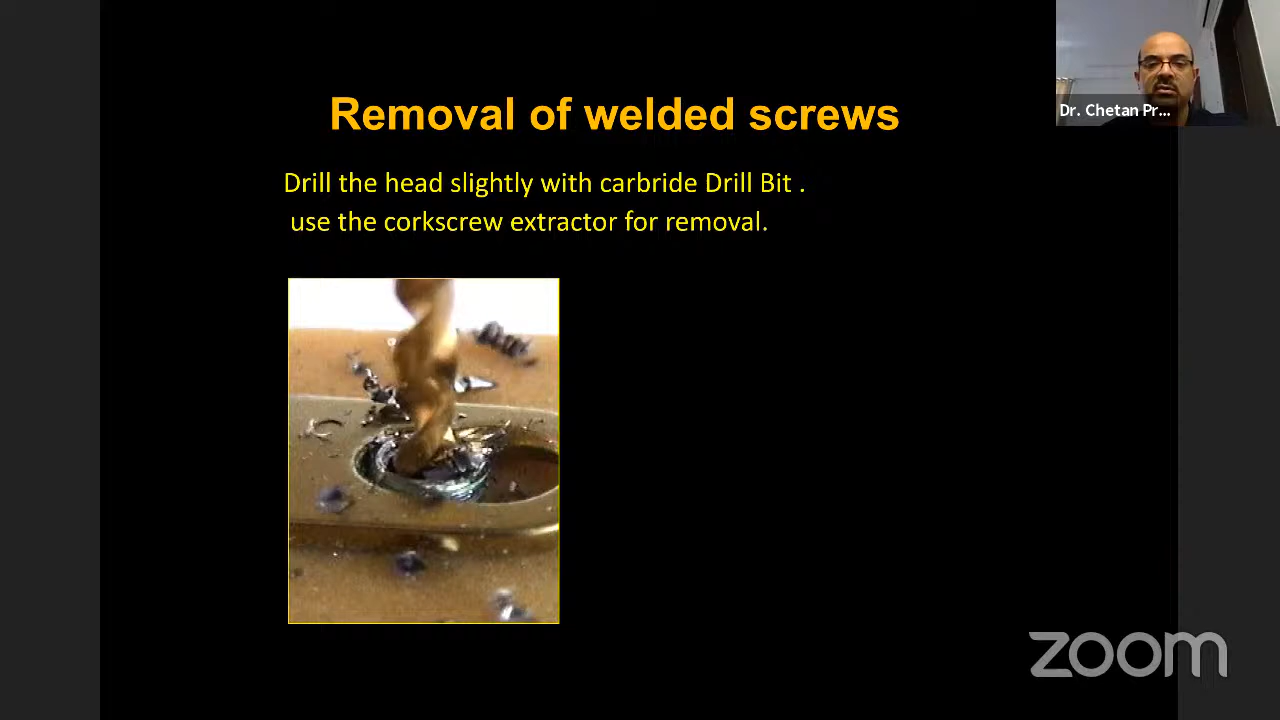 Removal of welded screws
Dr. Chetan Pr...
Drill the head slightly with carbride Drill Bit .
use the corkscrew extractor for removal.
zoom